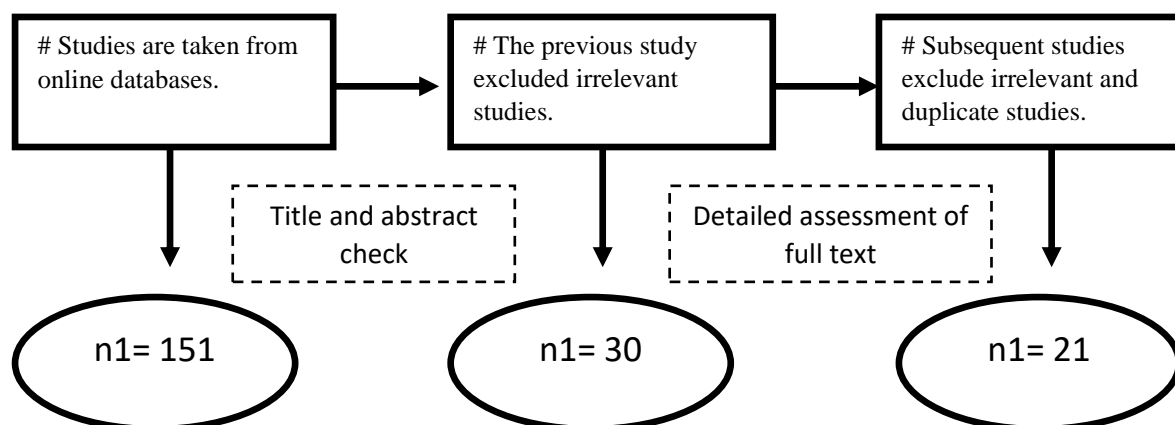 # Studies are taken from
online databases.
# The previous study
excluded irrelevant
studies.
# Subsequent studies
exclude irrelevant and
duplicate studies.
Title and abstract
check
Detailed assessment of
full text
n1= 151
n1= 30
n1= 21